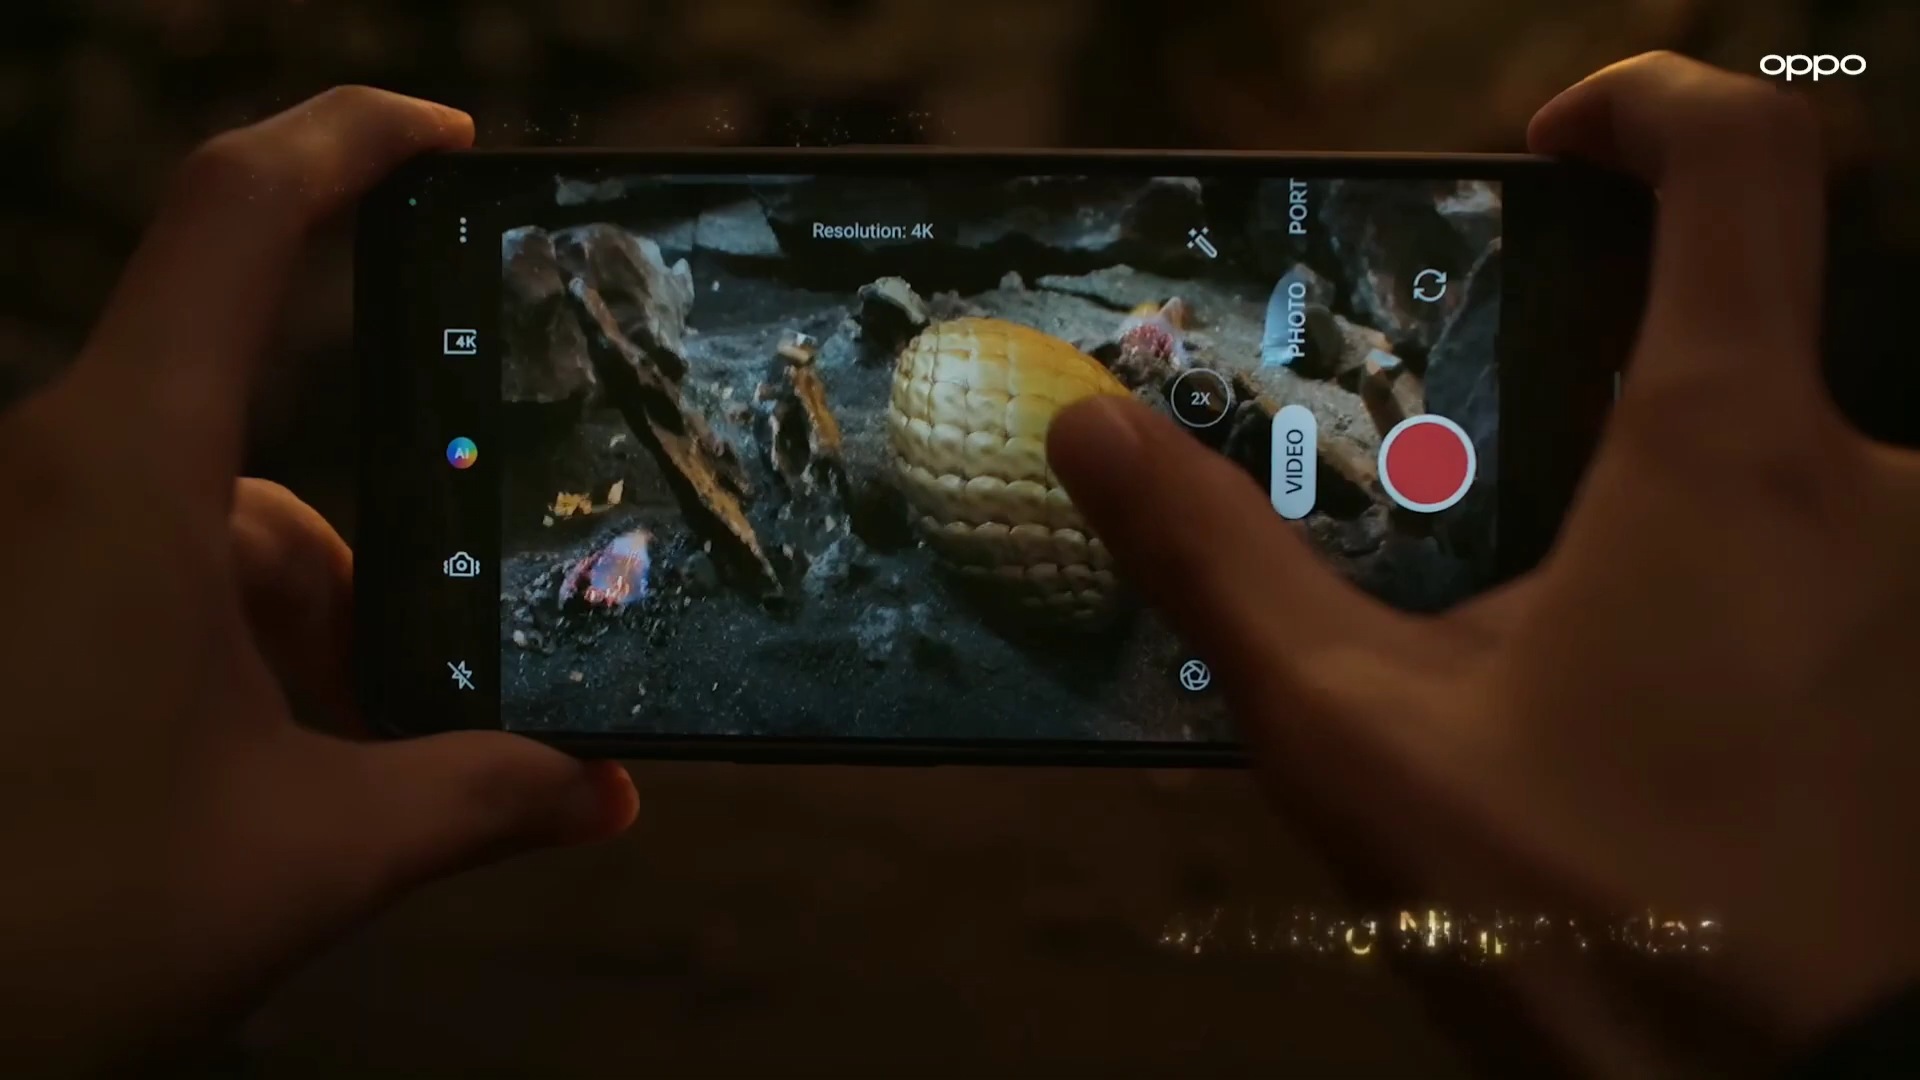 oppo
Resolution: 4K
4K
AI
2X
PORT
PHOTO
VIDEO